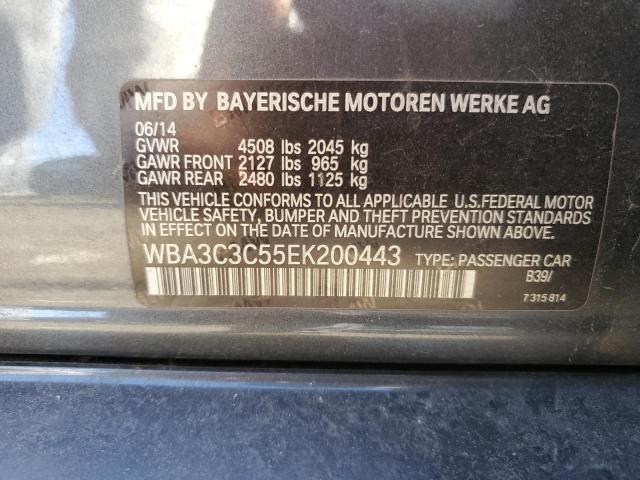 MFD BY BAYERISCHE MOTOREN WERKE AG
06/14
GVWR 4508 lbs 2045 kg
GAWR FRONT 2127 lbs 965 kg
GAWR REAR 2480 lbs 1125 kg
THIS VEHICLE CONFORMS TO ALL APPLICABLE U.S.FEDERAL MOTOR
VEHICLE SAFETY, BUMPER AND THEFT PREVENTION STANDARDS
IN EFFECT ON THE DATE OF MANUFACTURE SHOWN ABOVE.
WBA3C3C55EK200443 TYPE: PASSENGER CAR
B39/
7 315 814